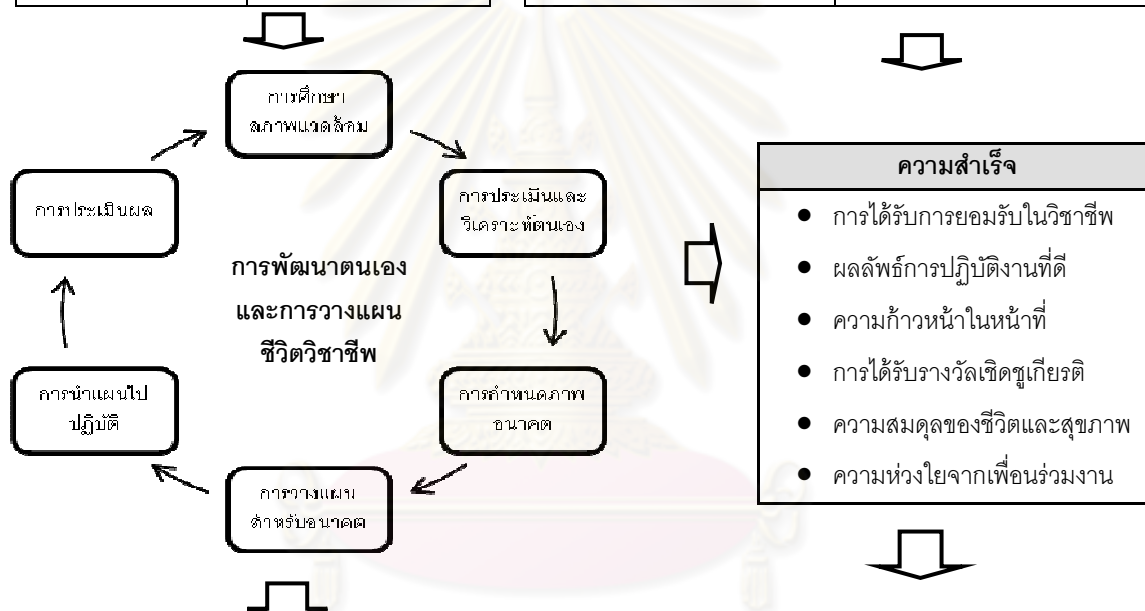 การศึกษา
สภาพแวดล้อม
การประเมินและ
วิเคราะห์ตนเอง
การกำหนดภาพ
อนาคต
การวางแผน
สำหรับอนาคต
การนำแผนไป
ปฏิบัติ
การประเมินผล
การพัฒนาตนเอง
และการวางแผน
ชีวิตวิชาชีพ
ความสำเร็จ
● การได้รับการยอมรับในวิชาชีพ
● ผลลัพธ์การปฏิบัติงานที่ดี
● ความก้าวหน้าในหน้าที่
● การได้รับรางวัลเชิดชูเกียรติ
● ความสมดุลของชีวิตและสุขภาพ
● ความห่วงใยจากเพื่อนร่วมงาน